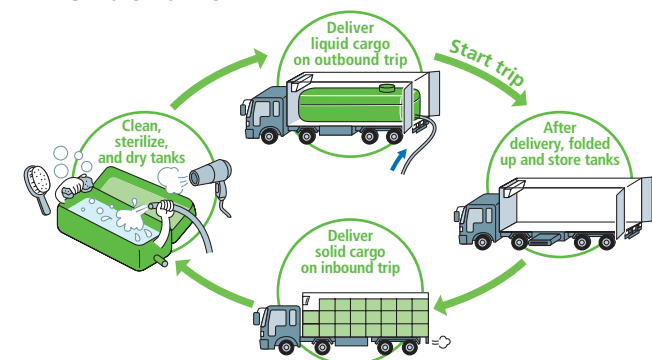 Deliver
liquid cargo
on outbound trip
Start trip
After
delivery, folded
up and store tanks
Deliver
solid cargo
on inbound trip
Clean,
sterilize,
and dry tanks